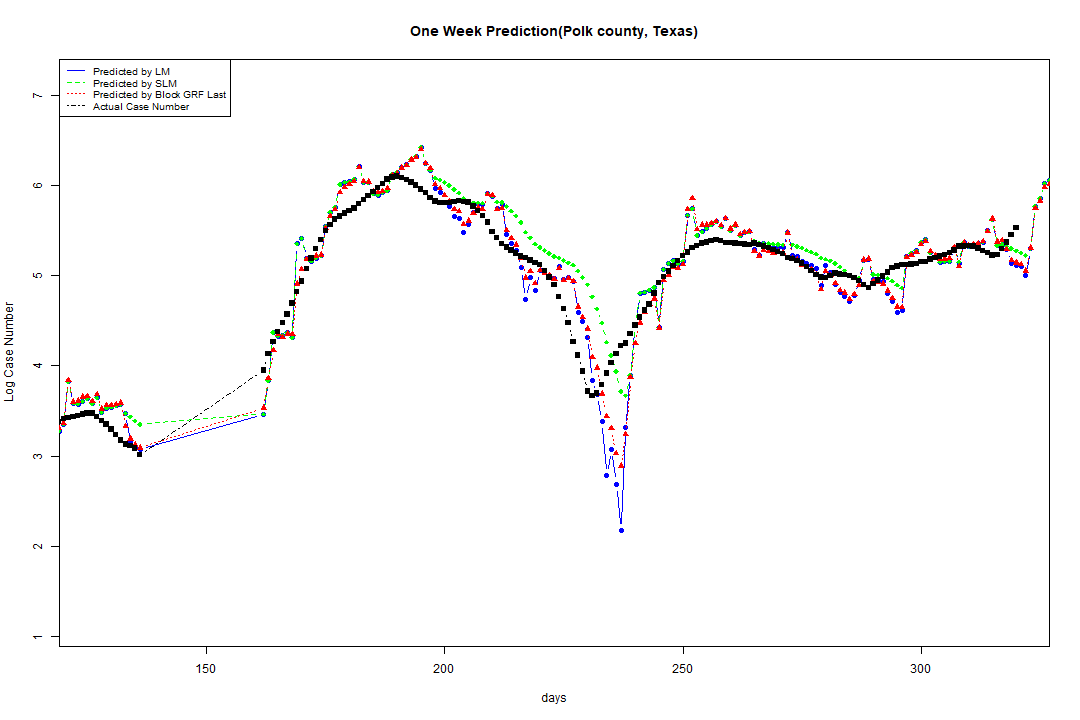 One Week Prediction(Polk county, Texas)
Predicted by LM
Predicted by SLM
Predicted by Block GRF Last
Actual Case Number
7
6
5
4
3
2
1
Log Case Number
150 200 250 300
days